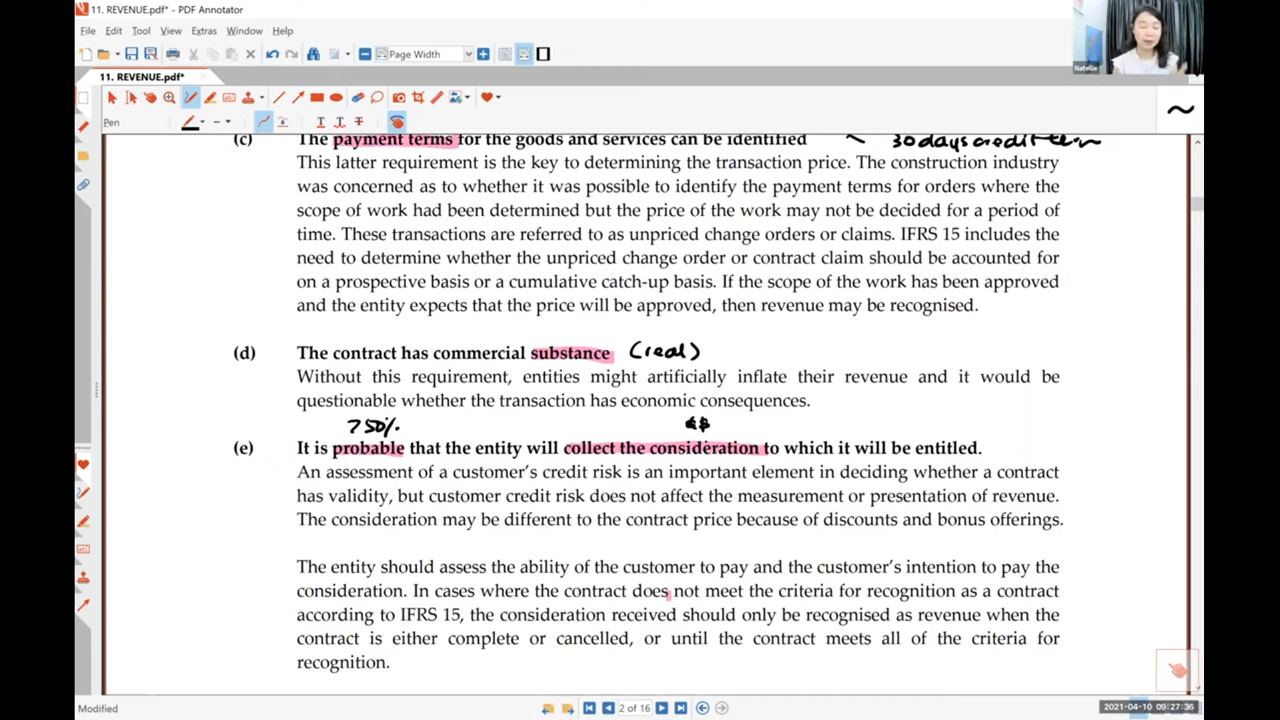 11. REVENUE.pdf* - PDF Annotator
File Edit Tool View Extras Window Help
Page Width
11. REVENUE.pdf*
Pen
Natelie
(c) The payment terms for the goods and services can be identified 30 days credit term
This latter requirement is the key to determining the transaction price. The construction industry
was concerned as to whether it was possible to identify the payment terms for orders where the
scope of work had been determined but the price of the work may not be decided for a period of
time. These transactions are referred to as unpriced change orders or claims. IFRS 15 includes the
need to determine whether the unpriced change order or contract claim should be accounted for
on a prospective basis or a cumulative catch-up basis. If the scope of the work has been approved
and the entity expects that the price will be approved, then revenue may be recognised.
(d) The contract has commercial substance (real)
Without this requirement, entities might artificially inflate their revenue and it would be
questionable whether the transaction has economic consequences.
>50% $$
(e) It is probable that the entity will collect the consideration to which it will be entitled.
An assessment of a customer's credit risk is an important element in deciding whether a contract
has validity, but customer credit risk does not affect the measurement or presentation of revenue.
The consideration may be different to the contract price because of discounts and bonus offerings.
The entity should assess the ability of the customer to pay and the customer's intention to pay the
consideration. In cases where the contract does not meet the criteria for recognition as a contract
according to IFRS 15, the consideration received should only be recognised as revenue when the
contract is either complete or cancelled, or until the contract meets all of the criteria for
recognition.
Modified
2 of 16
2021-04-10 09:27:36